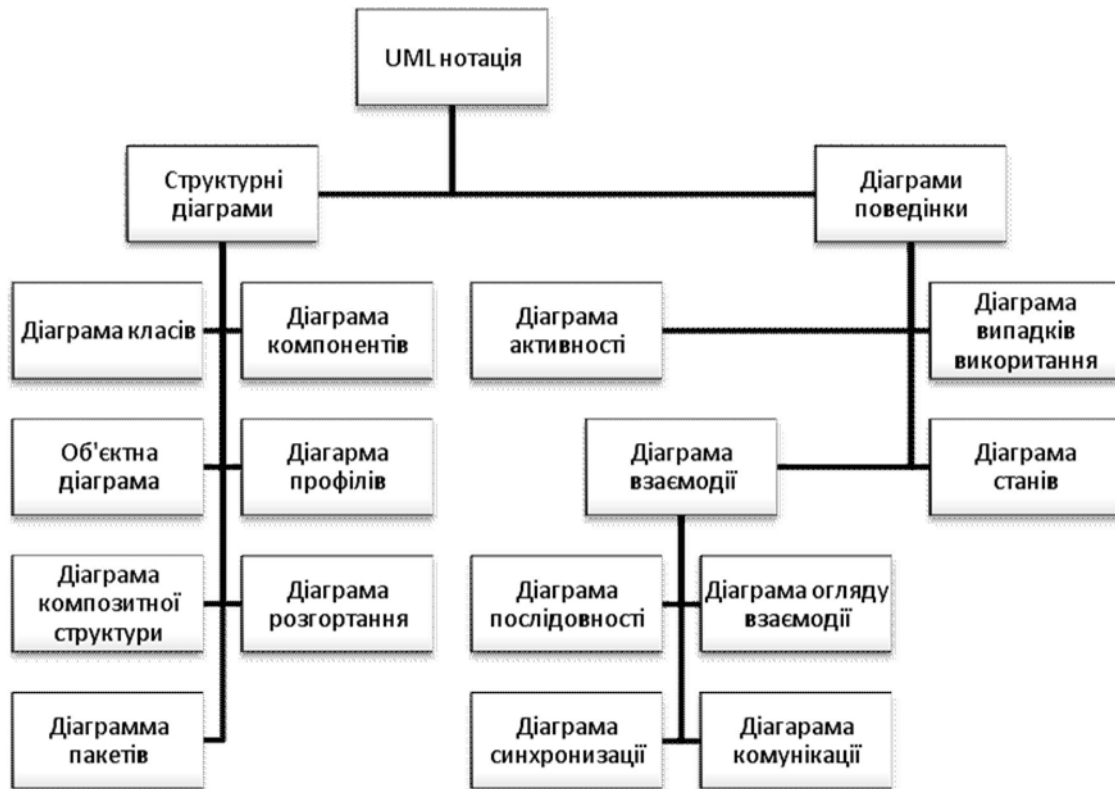 UML нотація
Структурні
діаграми
Діаграми
поведінки
Діаграма класів
Діаграма
компонентів
Діаграма
активності
Діаграма
випадків
викоритання
Об'єктна
діаграма
Діагарма
профілів
Діаграма
взаємодії
Діаграма
станів
Діаграма
композитної
структури
Діаграма
розгортання
Діаграма
послідовності
Діаграма огляду
взаємодії
Діаграмма
пакетів
Діаграма
синхронизації
Діагарама
комунікації